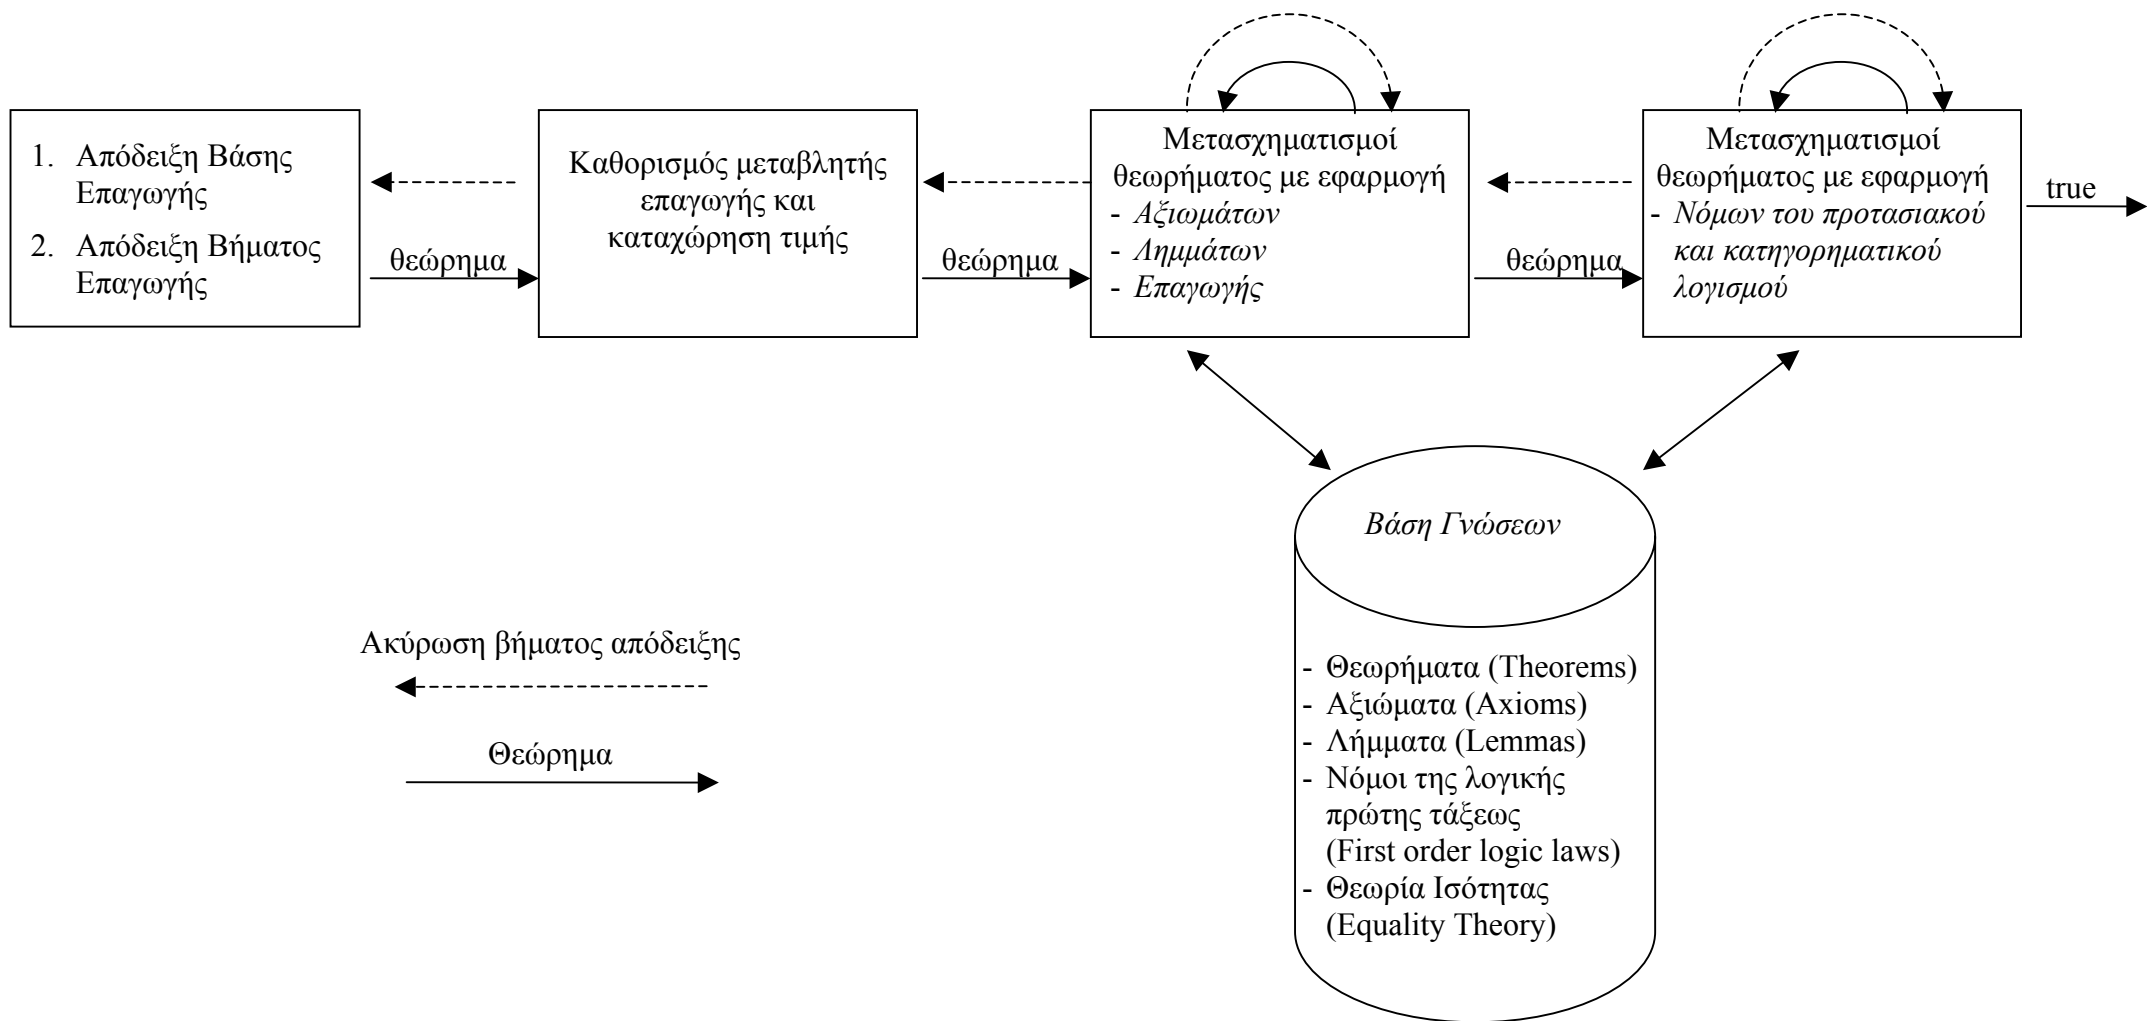 1. Απόδειξη Βάσης
Επαγωγής
2. Απόδειξη Βήματος
Επαγωγής
θεώρημα
Καθορισμός μεταβλητής
επαγωγής και
καταχώρηση τιμής
θεώρημα
Μετασχηματισμοί
θεωρήματος με εφαρμογή
- Αξιωμάτων
- Λημμάτων
- Επαγωγής
θεώρημα
Μετασχηματισμοί
θεωρήματος με εφαρμογή
- Νόμων του προτασιακού
και κατηγορηματικού
λογισμού
true
Βάση Γνώσεων
- Θεωρήματα (Theorems)
- Αξιώματα (Axioms)
- Λήμματα (Lemmas)
- Νόμοι της λογικής
πρώτης τάξεως
(First order logic laws)
- Θεωρία Ισότητας
(Equality Theory)
Ακύρωση βήματος απόδειξης
Θεώρημα